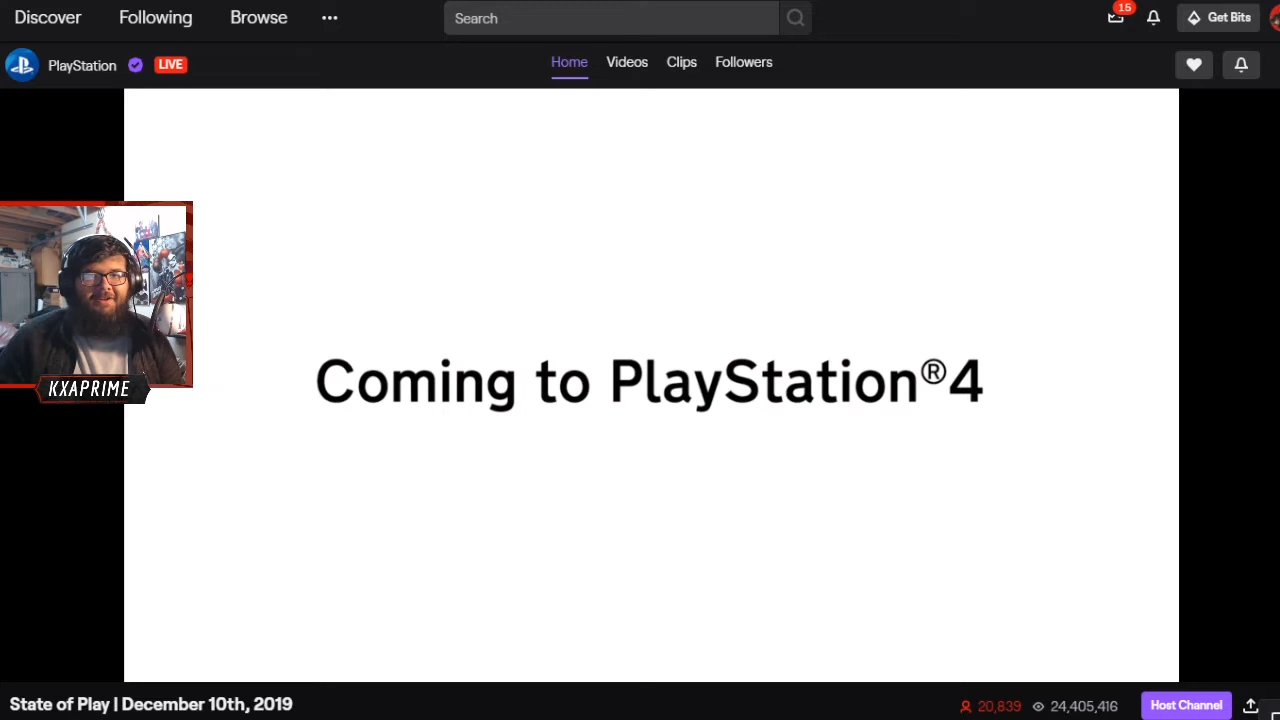 Discover Following Browse ••• Search 15 Get Bits
PlayStation LIVE Home Videos Clips Followers
Coming to PlayStation®4
KXAPRIME
State of Play | December 10th, 2019 20,839 24,405,416 Host Channel